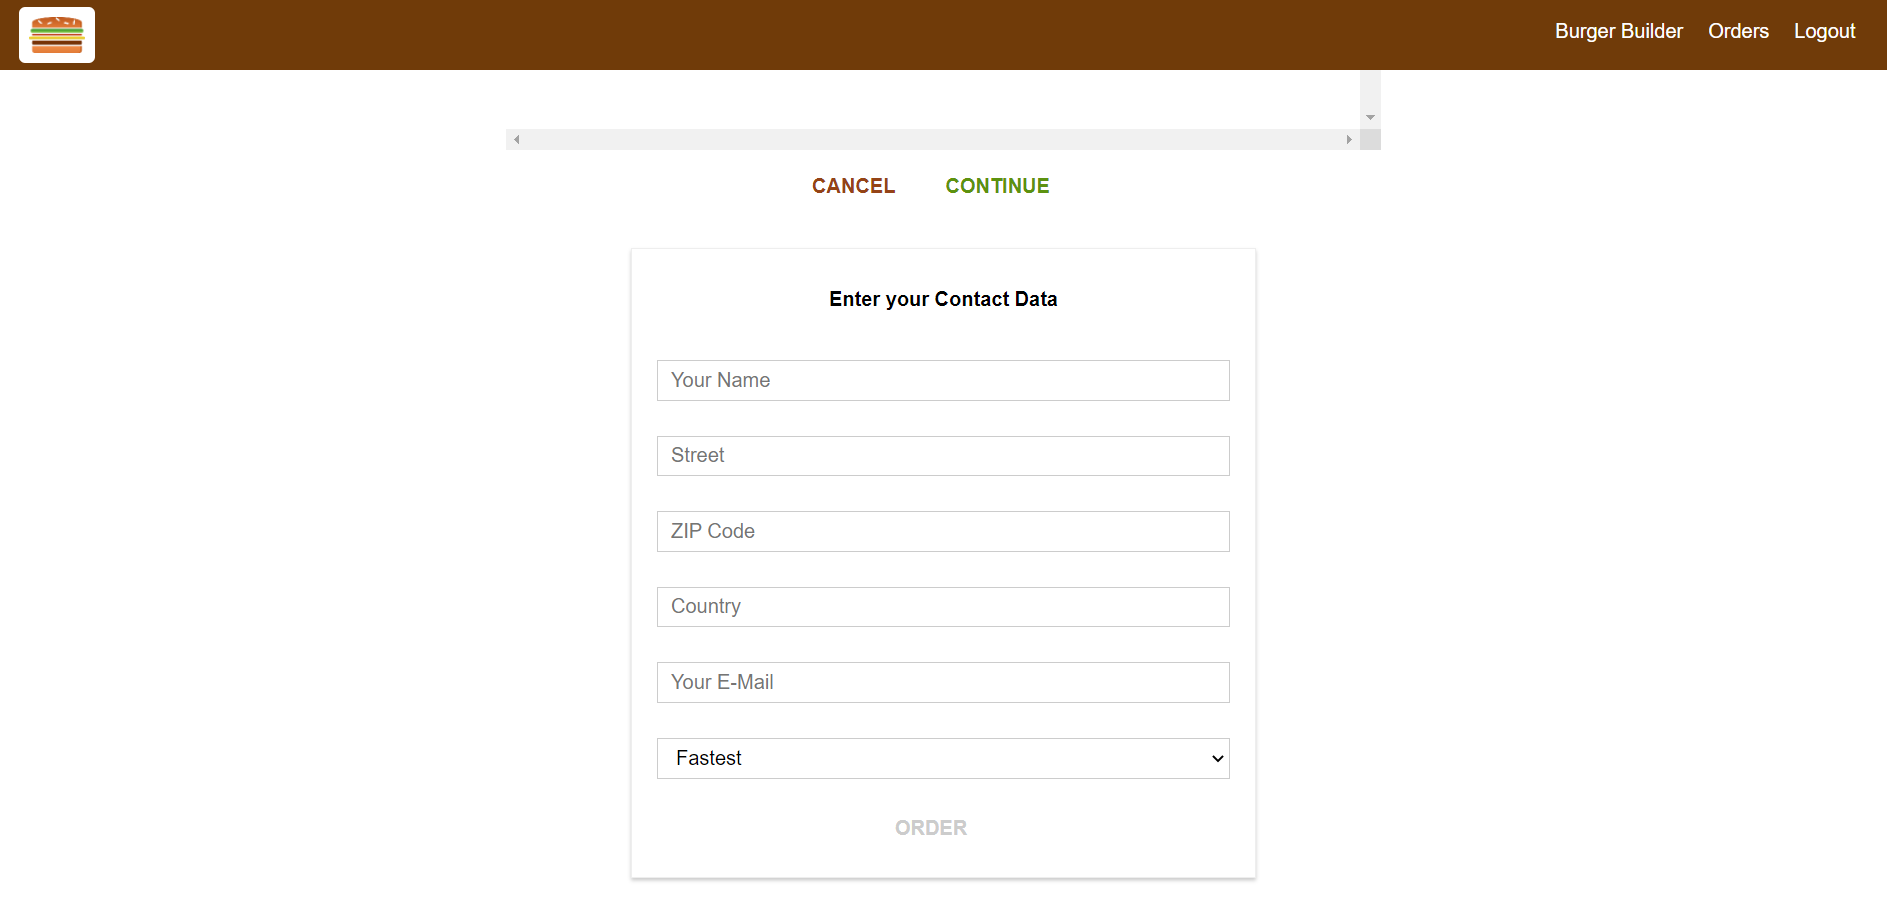 Burger Builder Orders Logout
CANCEL CONTINUE
Enter your Contact Data
Your Name
Street
ZIP Code
Country
Your E-Mail
Fastest
ORDER